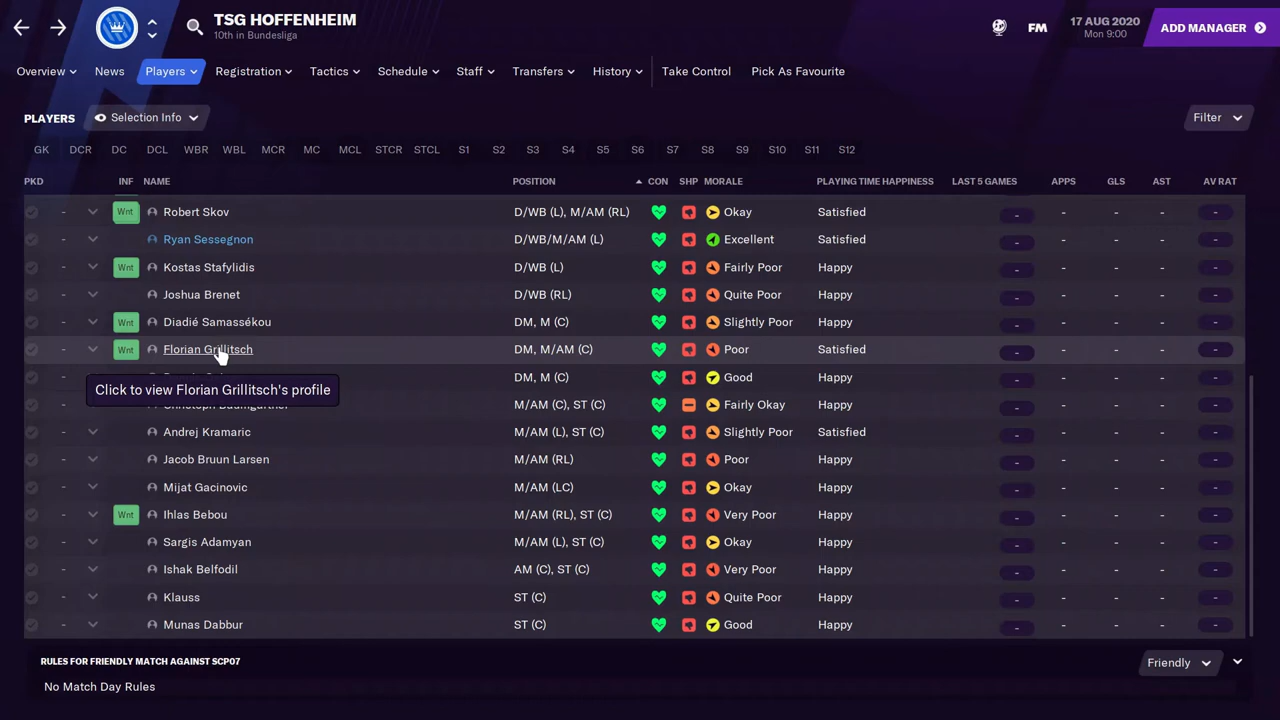 TSG HOFFENHEIM
10th in Bundesliga
FM
17 AUG 2020
Mon 9:00
ADD MANAGER
Overview News Players Registration Tactics Schedule Staff Transfers History Take Control Pick As Favourite
PLAYERS Selection Info Filter
GK DCR DC DCL WBR WBL MCR MC MCL STCR STCL S1 S2 S3 S4 S5 S6 S7 S8 S9 S10 S11 S12
PKD INF NAME POSITION CON SHP MORALE PLAYING TIME HAPPINESS LAST 5 GAMES APPS GLS AST AV RAT
- Wnt Robert Skov D/WB (L), M/AM (RL) Okay Satisfied - - - - -
- Ryan Sessegnon D/WB/M/AM (L) Excellent Satisfied - - - - -
- Wnt Kostas Stafylidis D/WB (L) Fairly Poor Happy - - - - -
- Joshua Brenet D/WB (RL) Quite Poor Happy - - - - -
- Wnt Diadié Samassékou DM, M (C) Slightly Poor Happy - - - - -
- Wnt Florian Grillitsch DM, M/AM (C) Poor Satisfied - - - - -
DM, M (C) Good Happy - - - - -
Click to view Florian Grillitsch's profile
M/AM (C), ST (C) Fairly Okay Happy - - - - -
- Andrej Kramaric M/AM (L), ST (C) Slightly Poor Satisfied - - - - -
- Jacob Bruun Larsen M/AM (RL) Poor Happy - - - - -
- Mijat Gacinovic M/AM (LC) Okay Happy - - - - -
- Wnt Ihlas Bebou M/AM (RL), ST (C) Very Poor Happy - - - - -
- Sargis Adamyan M/AM (L), ST (C) Okay Happy - - - - -
- Ishak Belfodil AM (C), ST (C) Very Poor Happy - - - - -
- Klauss ST (C) Quite Poor Happy - - - - -
- Munas Dabbur ST (C) Good Happy - - - - -
RULES FOR FRIENDLY MATCH AGAINST SCP07 Friendly
No Match Day Rules